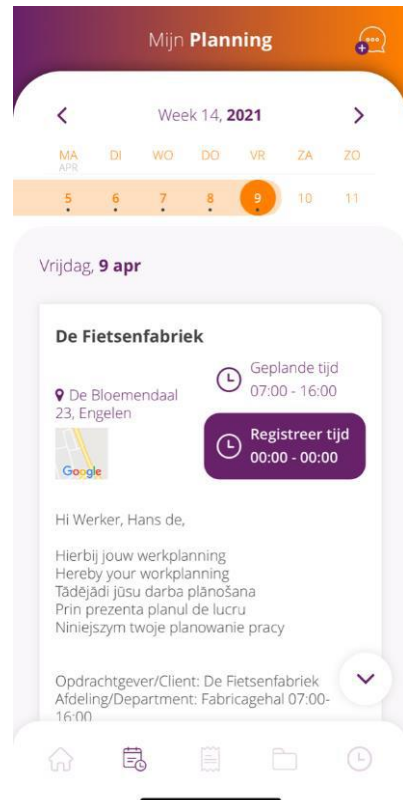 Mijn Planning
Week 14, 2021
MA DI WO DO VR ZA ZO
APR
5 6 7 8 9 10 11
Vrijdag, 9 apr
De Fietsenfabriek
Geplande tijd
07:00 - 16:00
De Bloemendaal
23, Engelen
Registreer tijd
00:00 - 00:00
Google
Hi Werker, Hans de,
Hierbij jouw werkplanning
Hereby your workplanning
Tādējādi jūsu darba plānošana
Prin prezenta planul de lucru
Niniejszym twoje planowanie pracy
Opdrachtgever/Client: De Fietsenfabriek
Afdeling/Department: Fabricagehal 07:00-
16:00